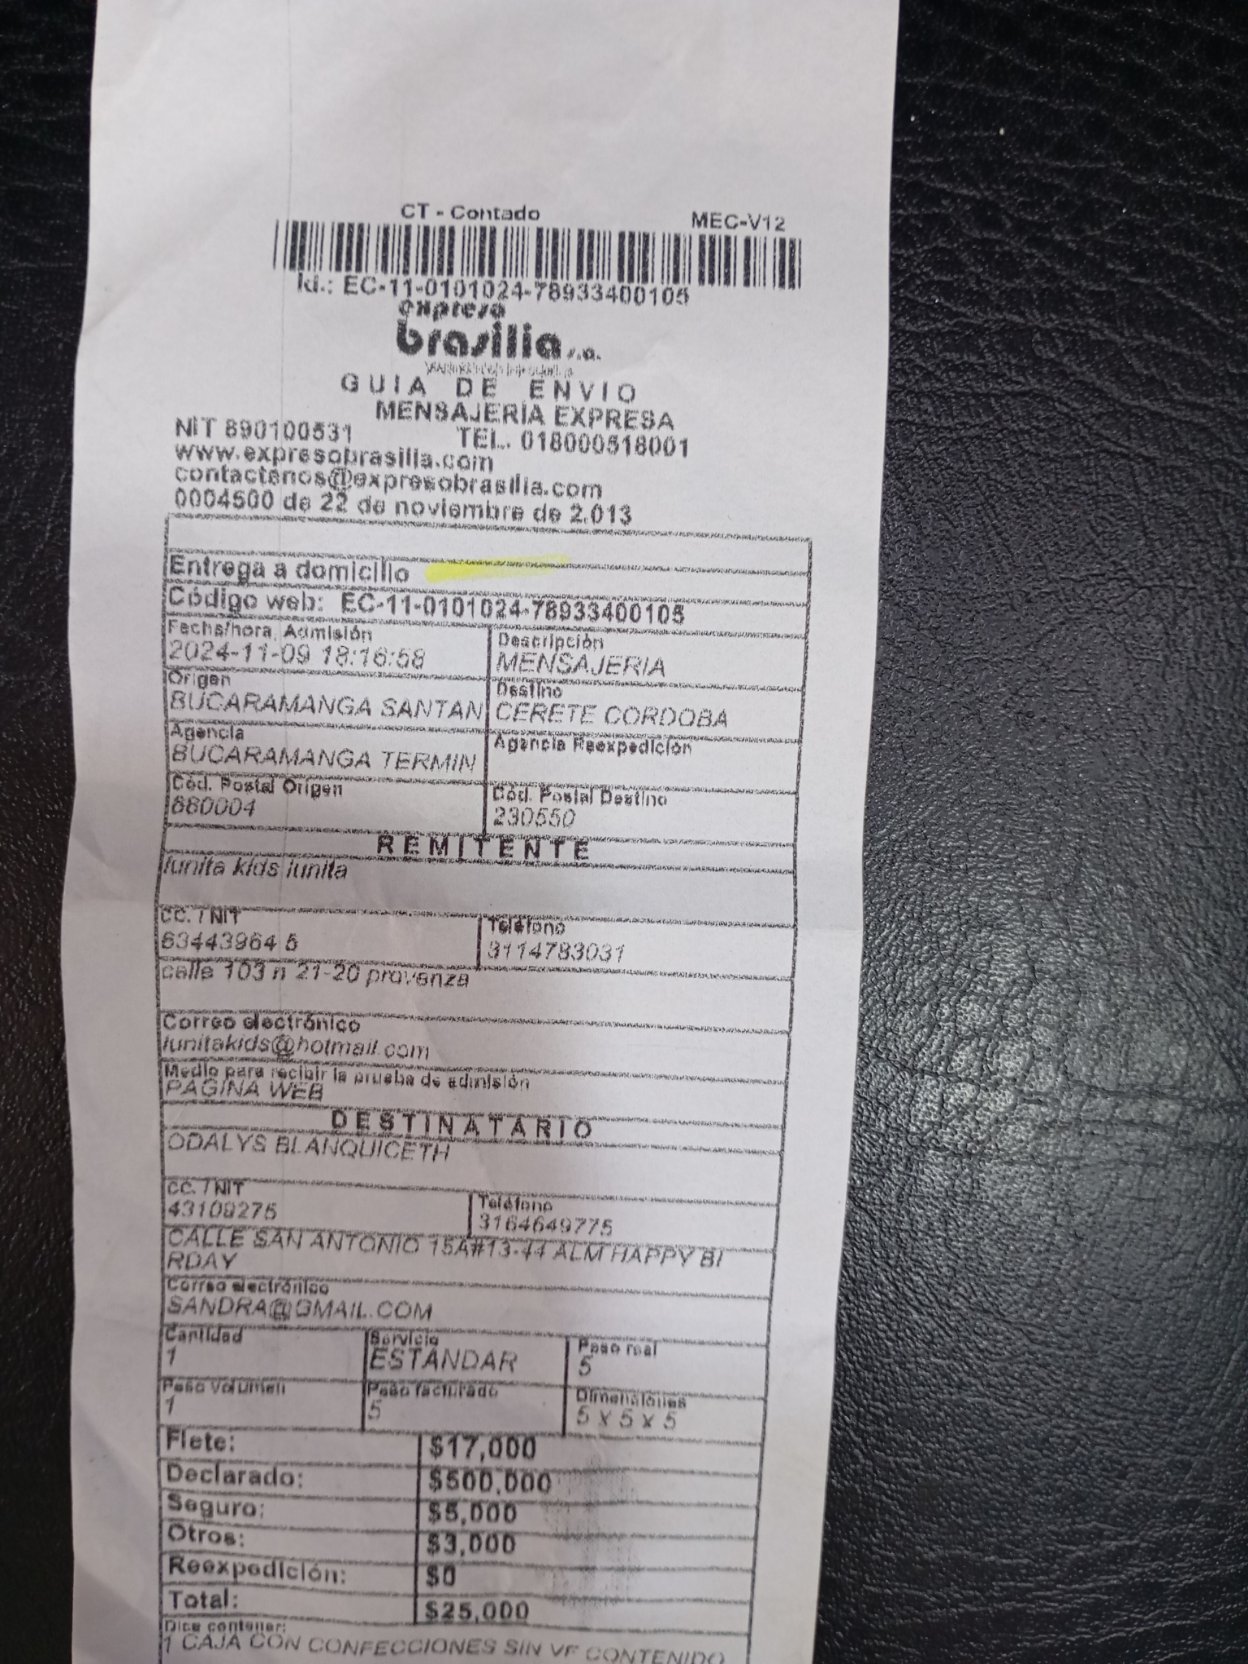 CT - Contado MEC-V12
Id.: EC-11-0101024-78933400105
expreso
brasilia s.a.
GUIA DE ENVIO
MENSAJERÍA EXPRESA
NIT 890100531 TEL. 018000518001
www.expresobrasilia.com
contactenos@expresobrasilia.com
0004500 de 22 de noviembre de 2.013
Entrega a domicilio
Código web: EC-11-0101024-78933400105
Fecha/hora Admisión Descripción
2024-11-09 18:16:58 MENSAJERIA
Origen Destino
BUCARAMANGA SANTAN CERETE CORDOBA
Agencia Agencia Reexpedición
BUCARAMANGA TERMIN
Cód. Postal Origen Cód. Postal Destino
680004 230550
REMITENTE
lunita kids lunita
CC. / NIT Teléfono
63443964 5 3114783031
calle 103 n 21-20 provenza
Correo electrónico
lunitakids@hotmail.com
Medio para recibir la prueba de admisión
PAGINA WEB
DESTINATARIO
ODALYS BLANQUICETH
CC. / NIT Teléfono
43109275 3164649775
CALLE SAN ANTONIO 15A#13-44 ALM HAPPY BI
RDAY
Correo electrónico
SANDRA@GMAIL.COM
Cantidad Servicio Peso real
1 ESTÁNDAR 5
Peso Volumen Peso facturado Dimensiones
1 5 5 x 5 x 5
Flete: $17,000
Declarado: $500,000
Seguro: $5,000
Otros: $3,000
Reexpedición: $0
Total: $25,000
Dice contener:
1 CAJA CON CONFECCIONES SIN VF CONTENIDO